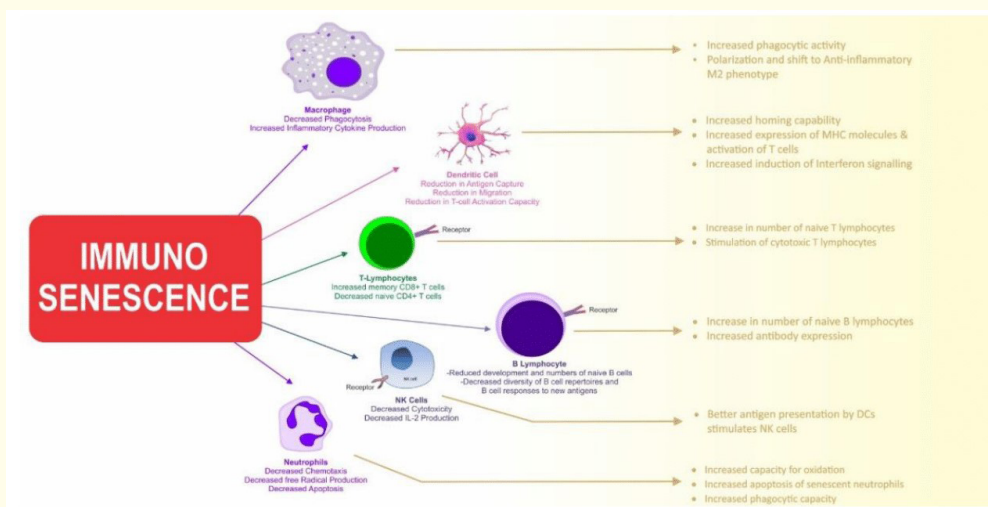 • Increased phagocytic activity
• Polarization and shift to Anti-inflammatory
M2 phenotype
Macrophage
Decreased Phagocytosis
Increased Inflammatory Cytokine Production
• Increased homing capability
• Increased expression of MHC molecules &
activation of T cells
• Increased induction of Interferon signalling
Dendritic Cell
Reduction in Antigen Capture
Reduction in Migration
Reduction in T-cell Activation Capacity
IMMUNO
SENESCENCE
Receptor
T-Lymphocytes
Increased memory CD8+ T cells
Decreased naive CD4+ T cells
• Increase in number of naive T lymphocytes
• Stimulation of cytotoxic T lymphocytes
Receptor
B Lymphocyte
-Reduced development and numbers of naive B cells
-Decreased diversity of B cell repertoires and
B cell responses to new antigens
• Increase in number of naive B lymphocytes
• Increased antibody expression
NK cell
Receptor
NK Cells
Decreased Cytotoxicity
Decreased IL-2 Production
• Better antigen presentation by DCs
stimulates NK cells
Neutrophils
Decreased Chemotaxis
Decreased free Radical Production
Decreased Apoptosis
• Increased capacity for oxidation
• Increased apoptosis of senescent neutrophils
• Increased phagocytic capacity